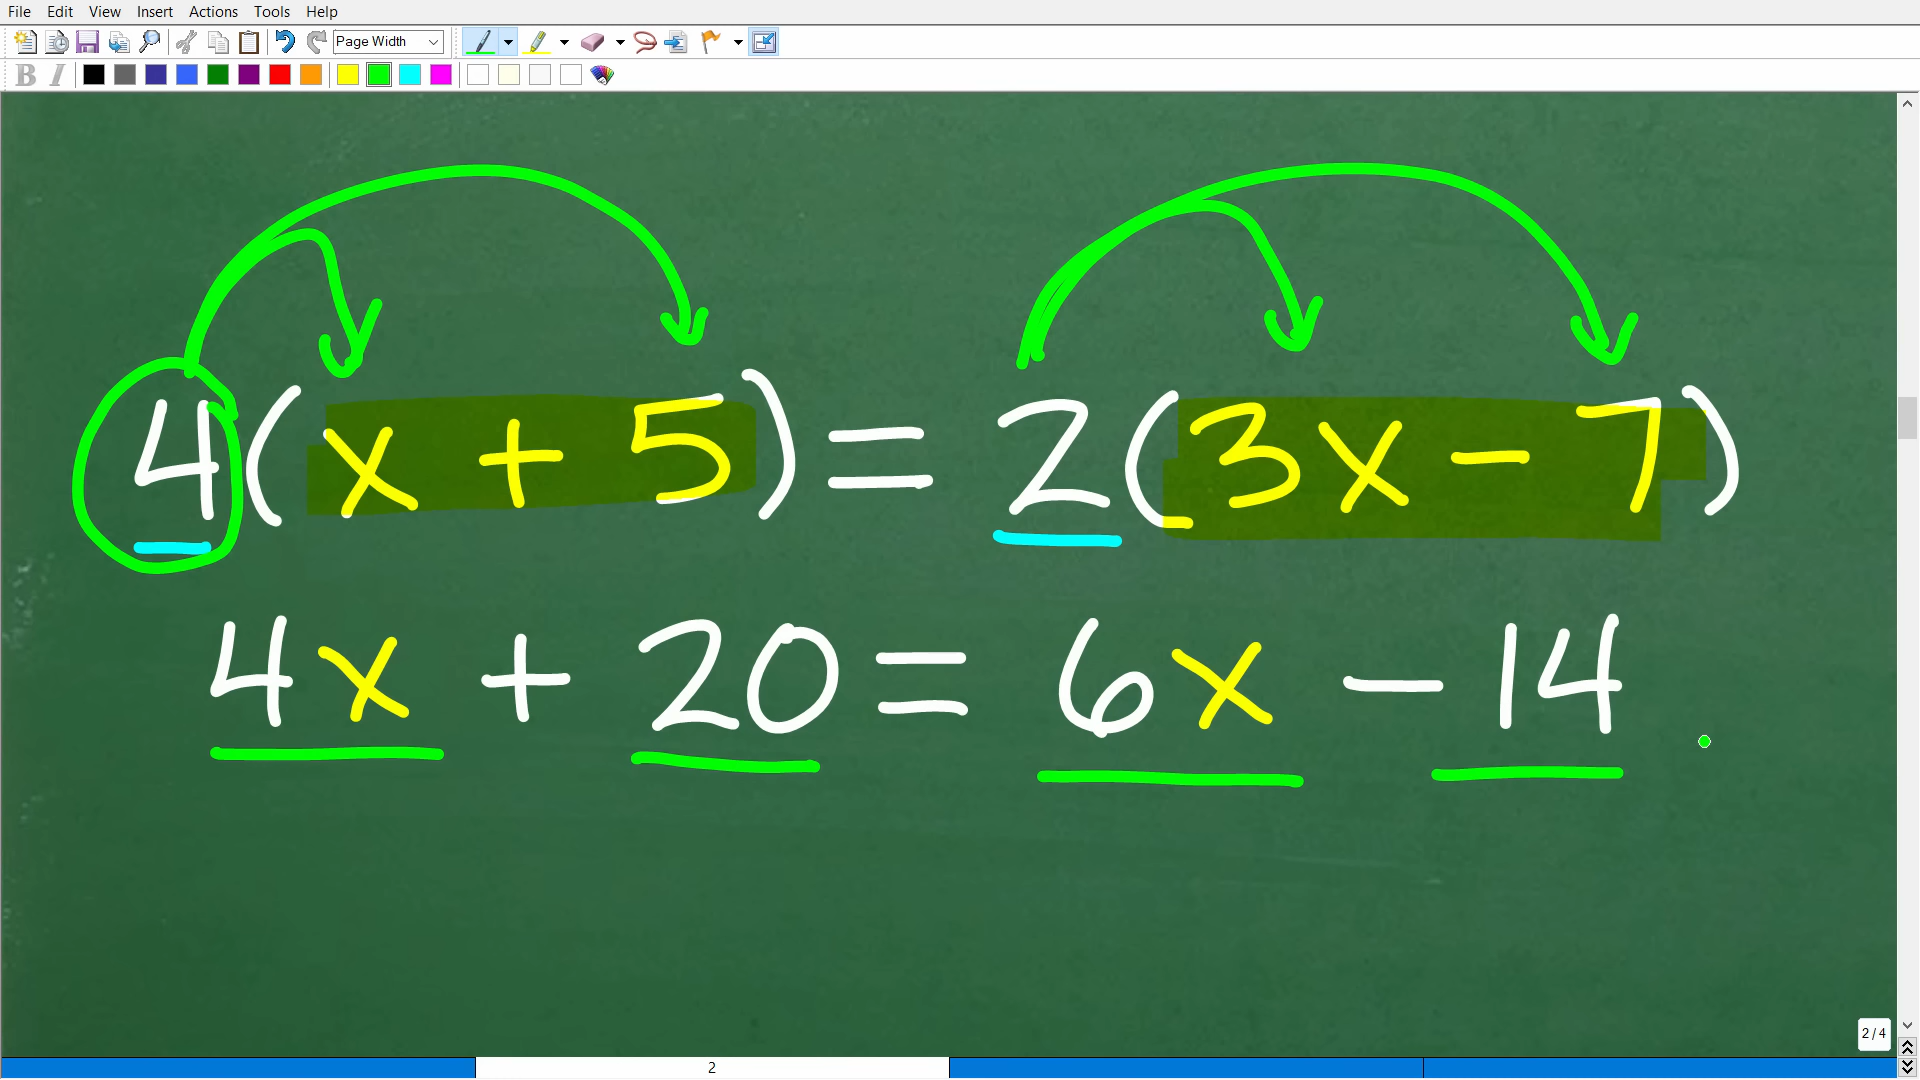 File Edit View Insert Actions Tools Help
Page Width
B I
4(x + 5) = 2(3x - 7)
4x + 20 = 6x - 14
2 / 4
2